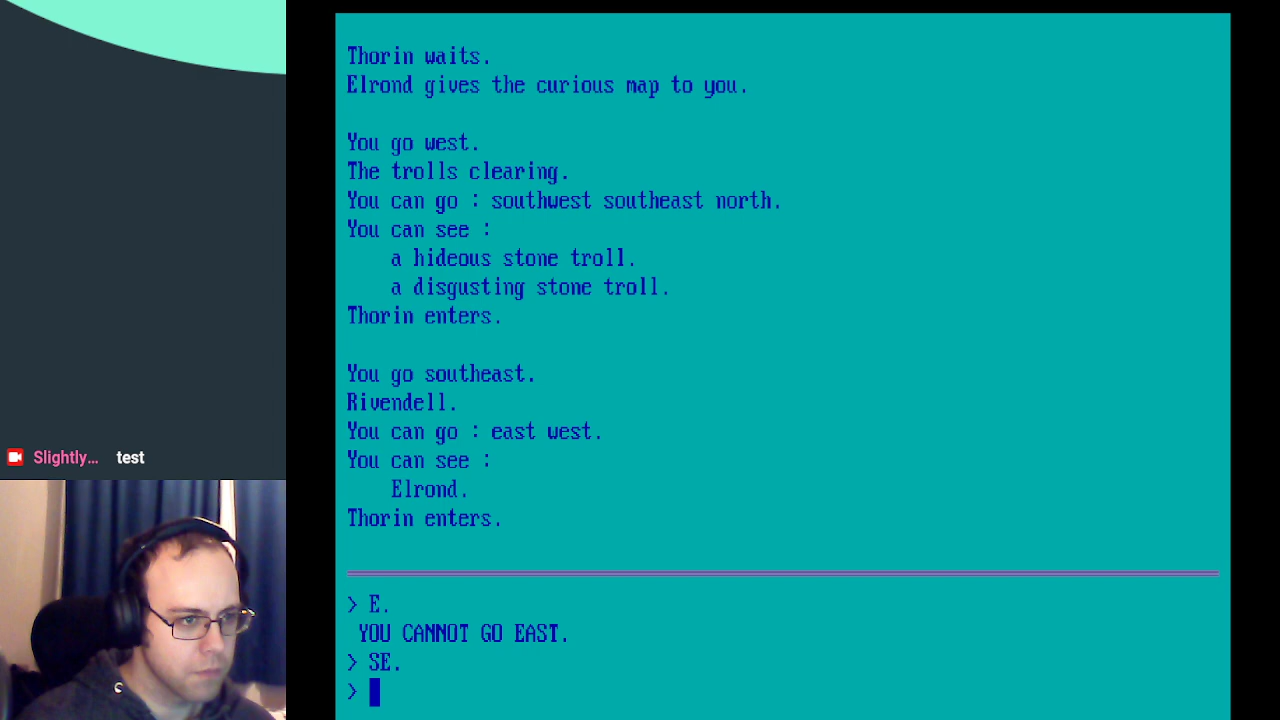 Thorin waits.
Elrond gives the curious map to you.
You go west.
The trolls clearing.
You can go : southwest southeast north.
You can see :
a hideous stone troll.
a disgusting stone troll.
Thorin enters.
You go southeast.
Rivendell.
You can go : east west.
You can see :
Elrond.
Thorin enters.
> E.
YOU CANNOT GO EAST.
> SE.
>
Slightly... test